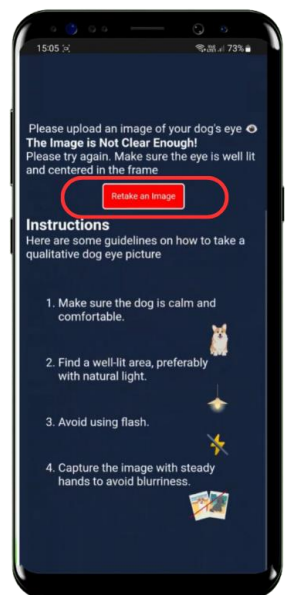 15:05
73%
Please upload an image of your dog's eye 👁
The Image is Not Clear Enough!
Please try again. Make sure the eye is well lit
and centered in the frame
Retake an Image
Instructions
Here are some guidelines on how to take a
qualitative dog eye picture
1. Make sure the dog is calm and
comfortable.
2. Find a well-lit area, preferably
with natural light.
3. Avoid using flash.
4. Capture the image with steady
hands to avoid blurriness.